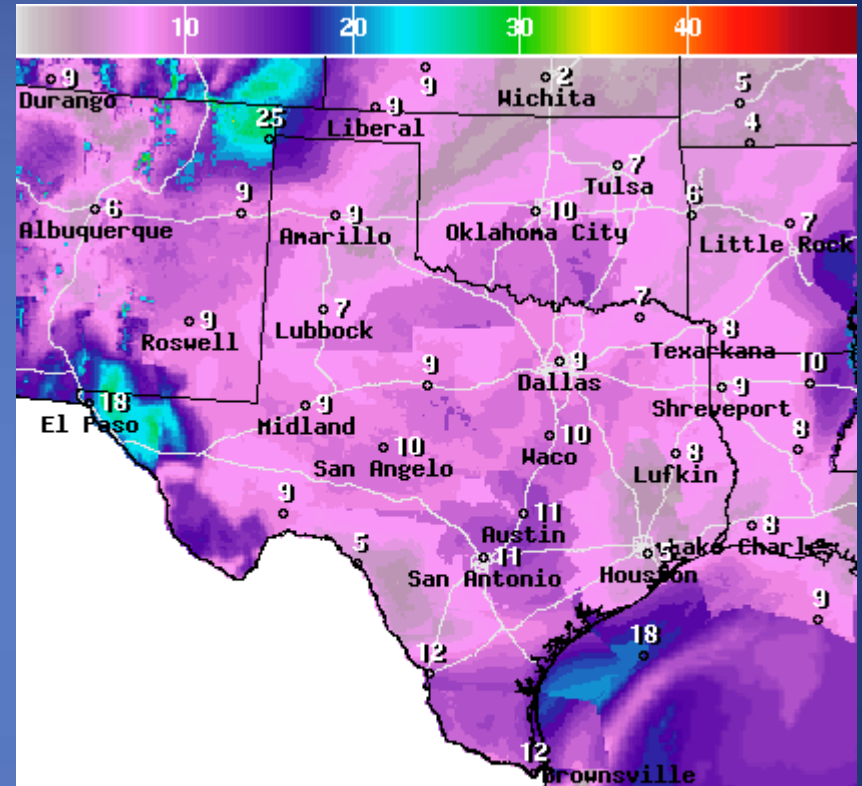 10 20 30 40
9 Durango
9
9 Liberal
2 Wichita
5
4
25
7 Tulsa
6 Albuquerque
9
9 Amarillo
10 Oklahoma City
6
7 Little Rock
9 Roswell
7 Lubbock
7
8 Texarkana
9 Dallas
9
10
9 Shreveport
18 El Paso
9 Midland
10 San Angelo
10 Waco
8 Lufkin
8
9
11 Austin
8
Lake Charles
5
11 San Antonio
5 Houston
9
18
12
12
Brownsville